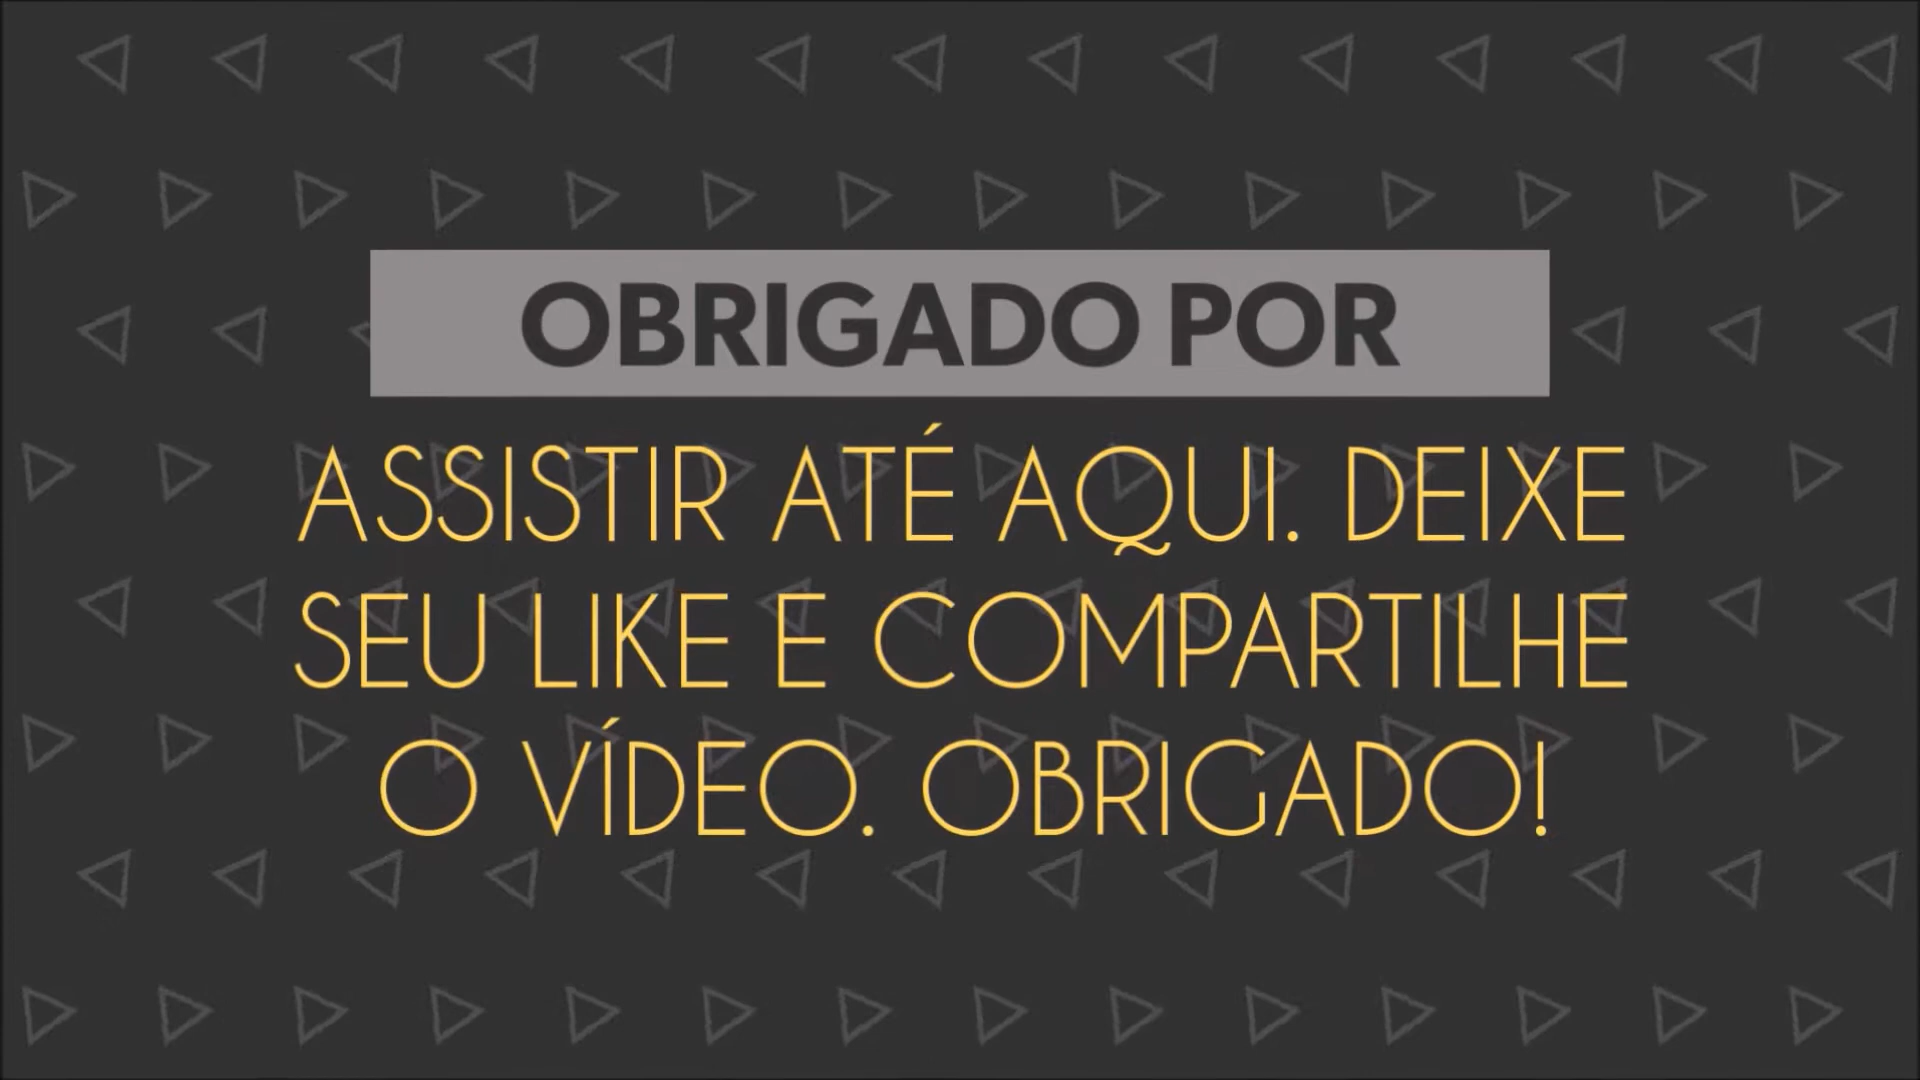 OBRIGADO POR
ASSISTIR ATÉ AQUI. DEIXE
SEU LIKE E COMPARTILHE
O VÍDEO. OBRIGADO!